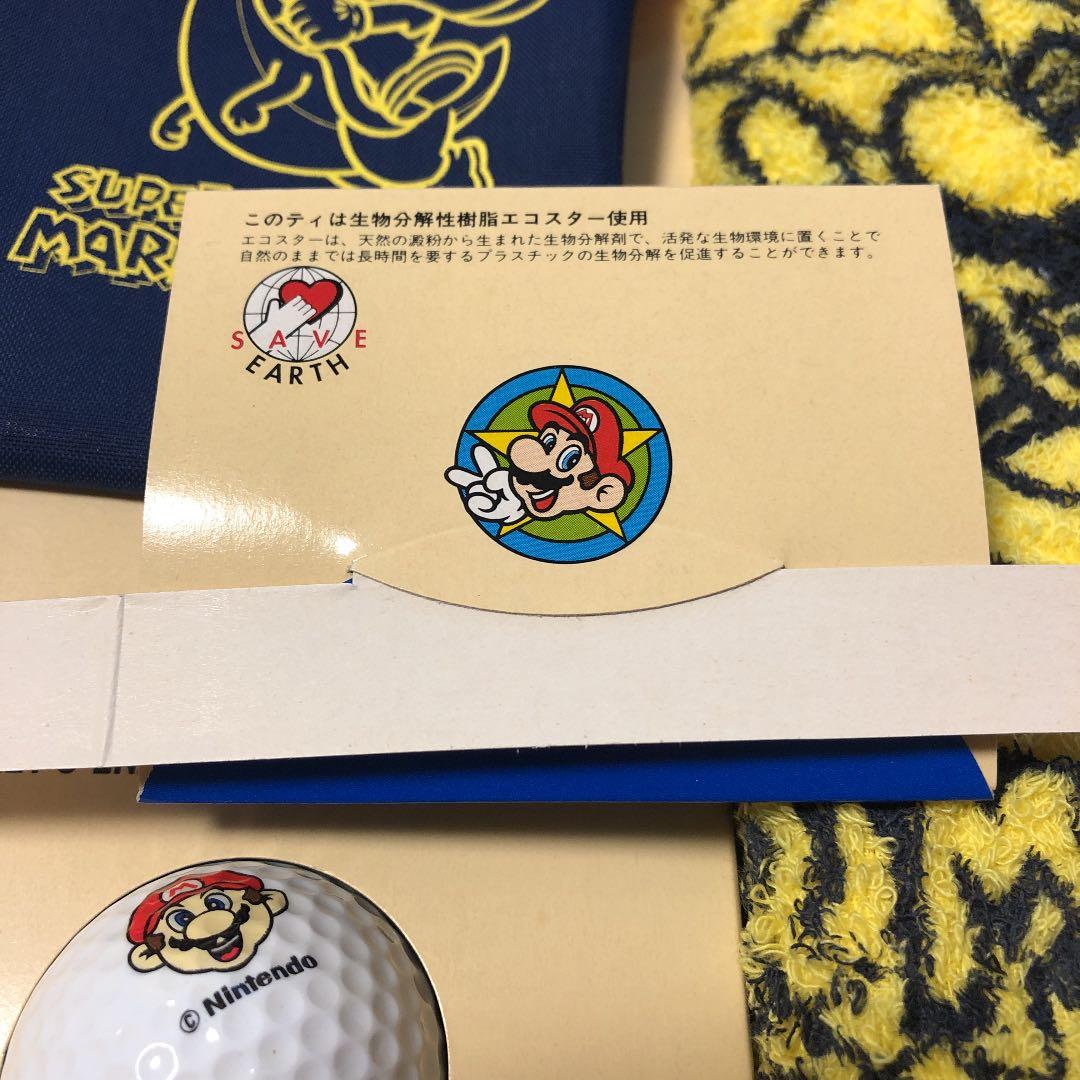 SUPER
MAR
このティは生物分解性樹脂エコスター使用
エコスターは、天然の澱粉から生まれた生物分解剤で、活発な生物環境に置くことで
自然のままでは長時間を要するプラスチックの生物分解を促進することができます。
SAVE
EARTH
M
M
© Nintendo